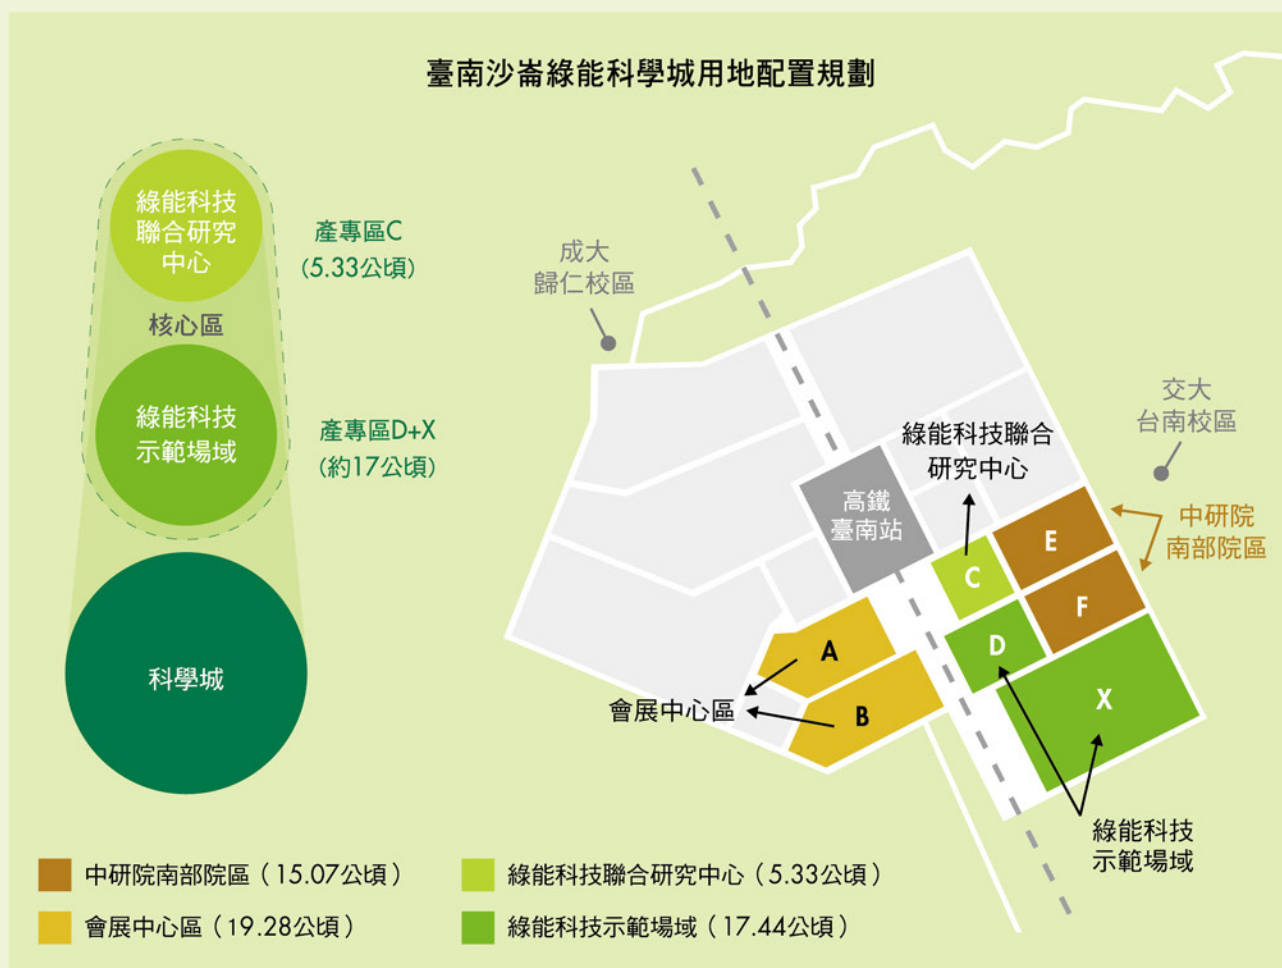 臺南沙崙綠能科學城用地配置規劃
綠能科技
聯合研究
中心
產專區C
(5.33公頃)
核心區
綠能科技
示範場域
產專區D+X
(約17公頃)
科學城
成大
歸仁校區
交大
台南校區
綠能科技聯合
研究中心
高鐵
臺南站
中研院
南部院區
E
C
F
D
A
X
B
會展中心區
綠能科技
示範場域
中研院南部院區（15.07公頃）
綠能科技聯合研究中心（5.33公頃）
會展中心區（19.28公頃）
綠能科技示範場域（17.44公頃）